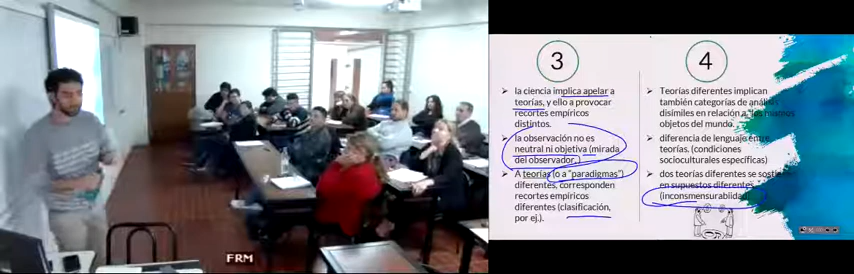 FRM
3
la ciencia implica apelar a
teorías, y ello a provocar
recortes empíricos
distintos.
la observación no es
neutral ni objetiva (mirada
del observador.)
A teorías (o a "paradigmas")
diferentes, corresponden
recortes empíricos
diferentes (clasificación,
por ej.).
4
Teorías diferentes implican
también categorías de análisis
disímiles en relación a "los mismos
objetos del mundo.
diferencia de lenguaje entre
teorías. (condiciones
socioculturales específicas)
dos teorías diferentes se
en supuestos diferentes